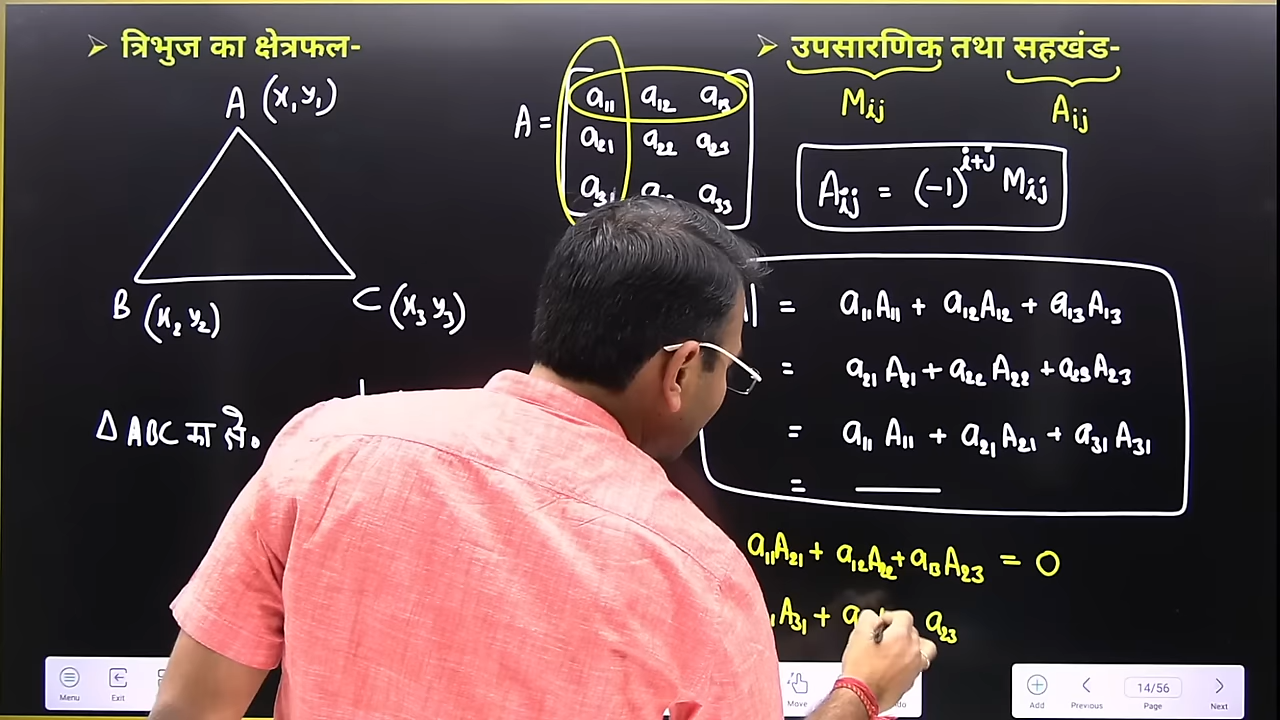 ➢ त्रिभुज का क्षेत्रफल-
A (x₁ y₁)
B (x₂ y₂)
C (x₃ y₃)
Δ ABC का क्षे०
A =
a₁₁ a₁₂ a₁₃
a₂₁ a₂₂ a₂₃
a₃₁ a₃₃
➢ उपसारणिक तथा सहखंड-
Mij Aij
Aij = (-1)^i+j Mij
| = a₁₁A₁₁ + a₁₂A₁₂ + a₁₃A₁₃
= a₂₁A₂₁ + a₂₂A₂₂ + a₂₃A₂₃
= a₁₁A₁₁ + a₂₁A₂₁ + a₃₁A₃₁
= —
a₁₁A₂₁ + a₁₂A₂₂ + a₁₃A₂₃ = 0
A₃₁ + a₂₃
Menu Exit Move Add Previous 14/56 Page Next